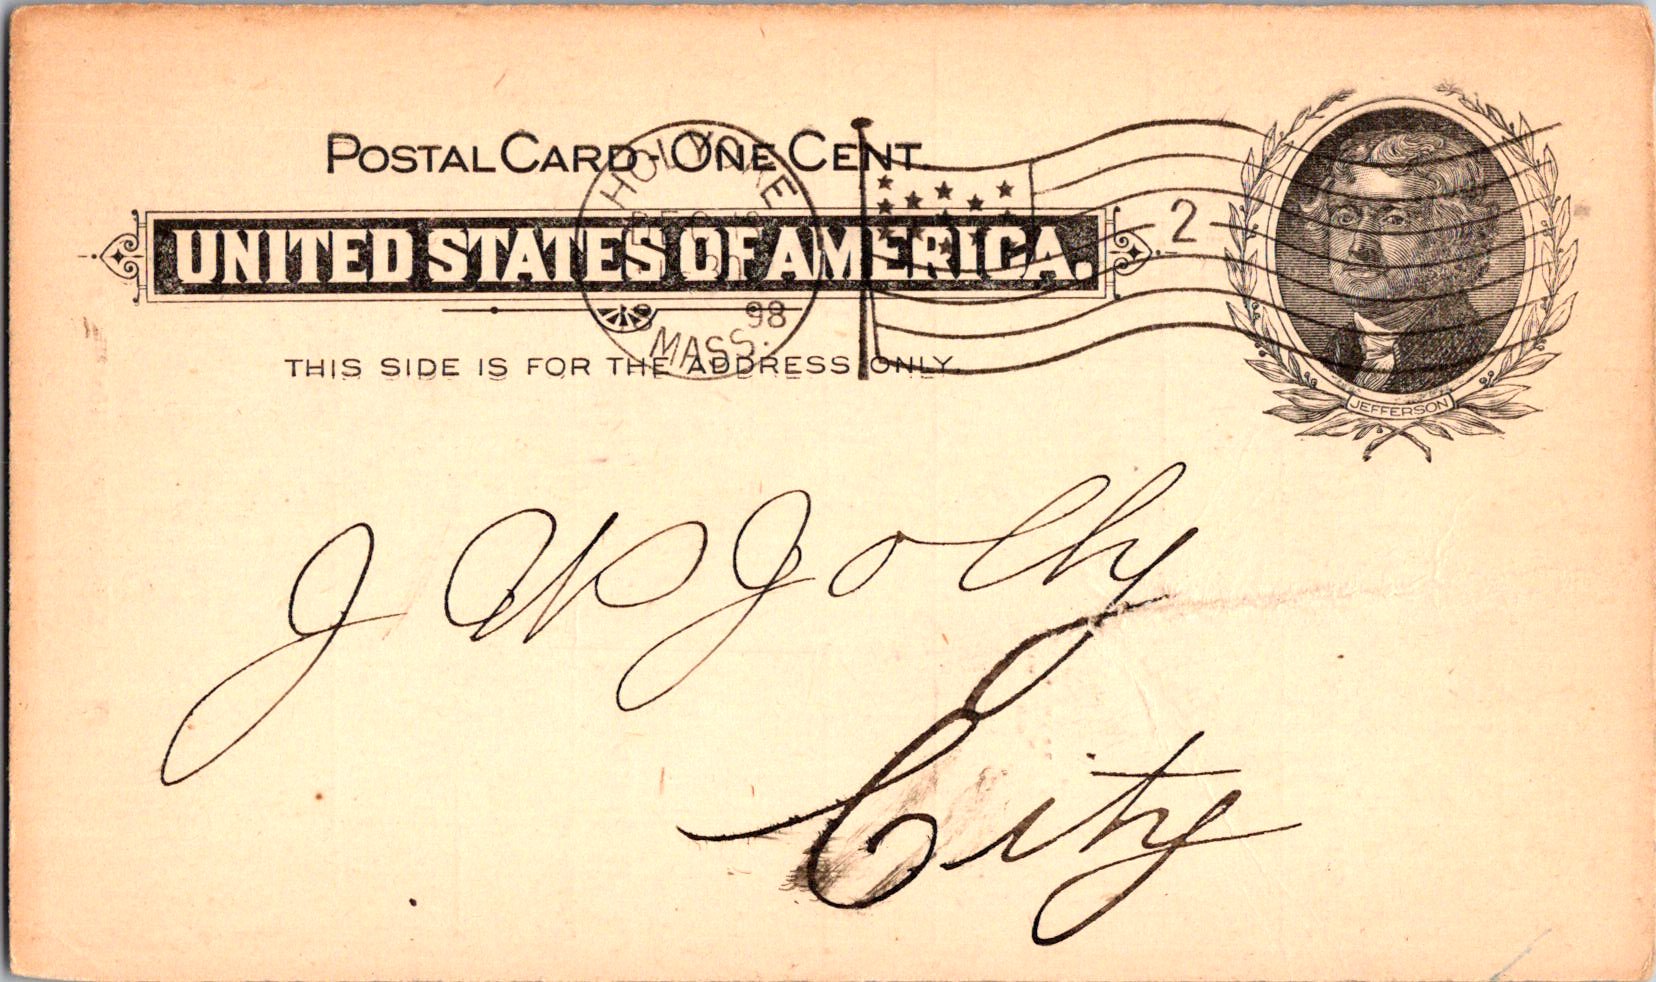 POSTAL CARD - ONE CENT.
UNITED STATES OF AMERICA.
THIS SIDE IS FOR THE ADDRESS ONLY.
HOLYOKE
DEC
98
MASS.
2
JEFFERSON
J W Jolly
City